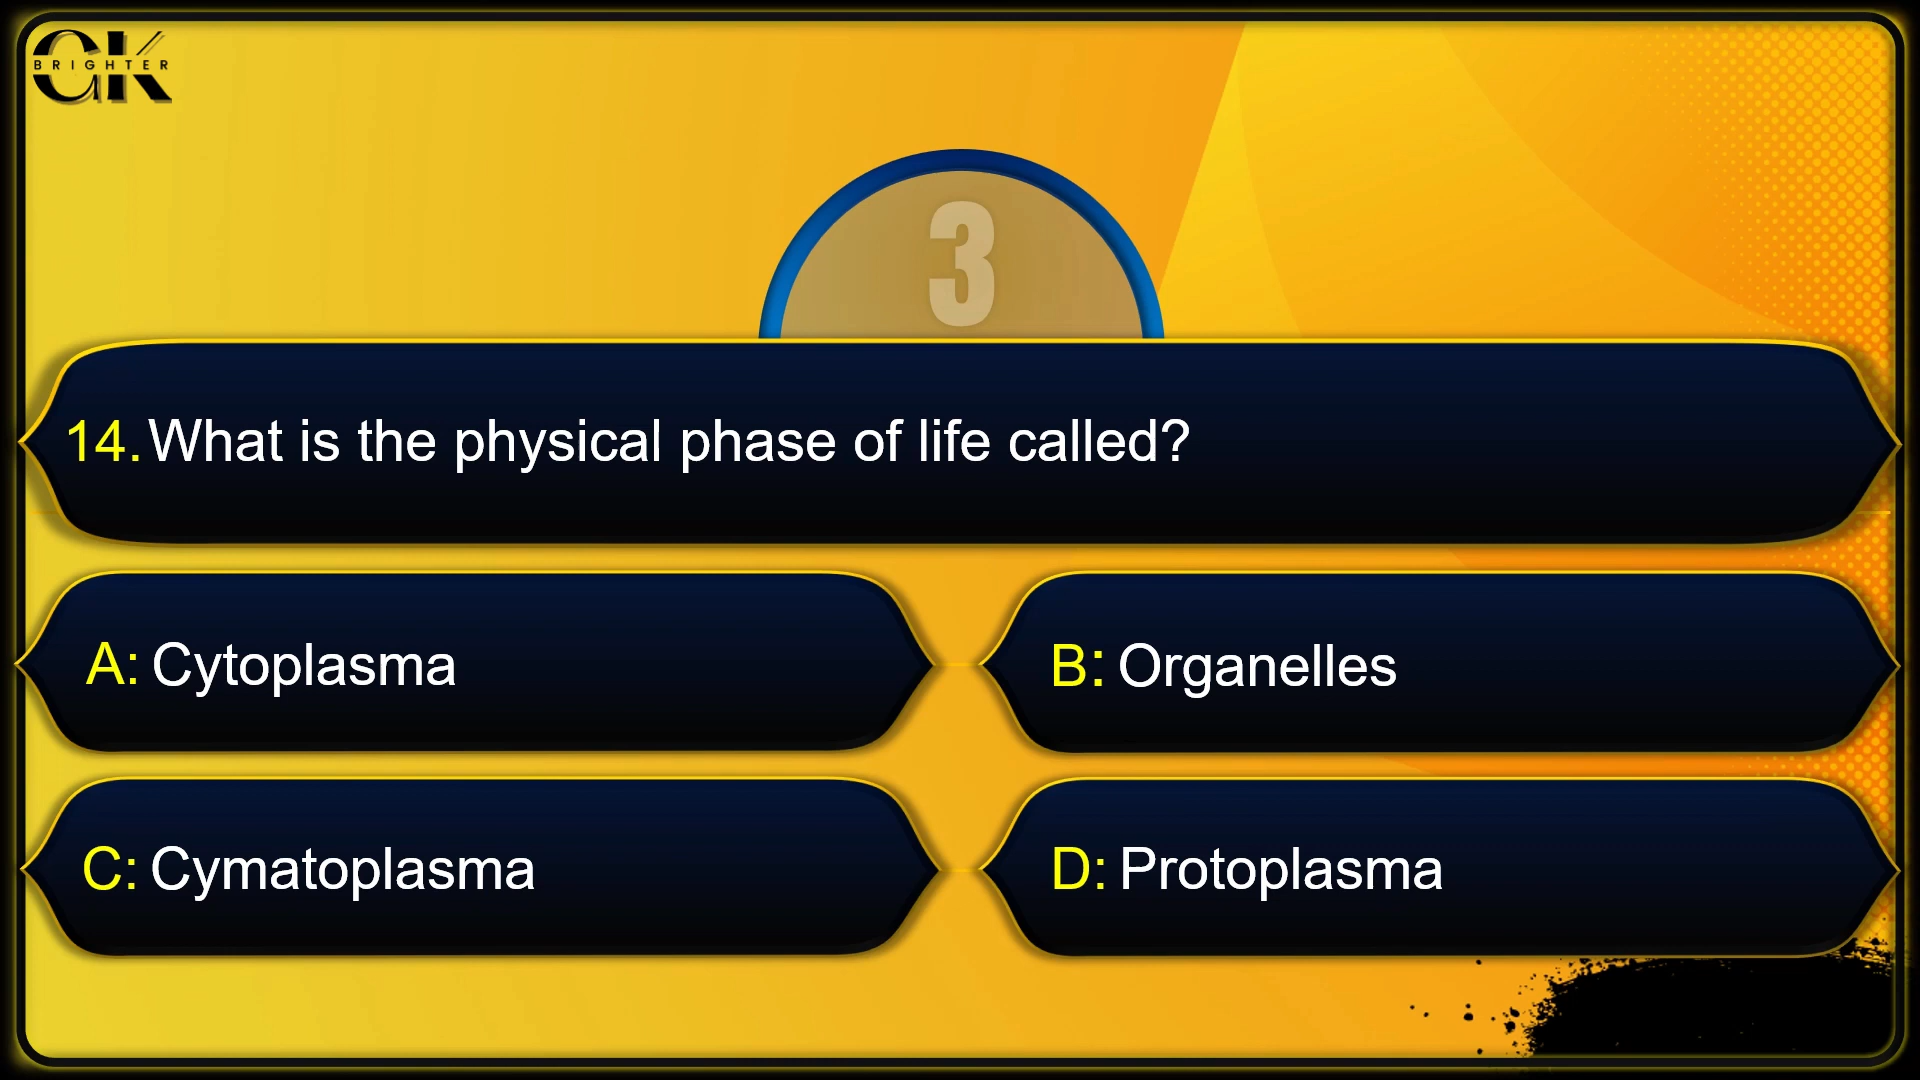 GK
BRIGHTER
3
14. What is the physical phase of life called?
A: Cytoplasma
B: Organelles
C: Cymatoplasma
D: Protoplasma